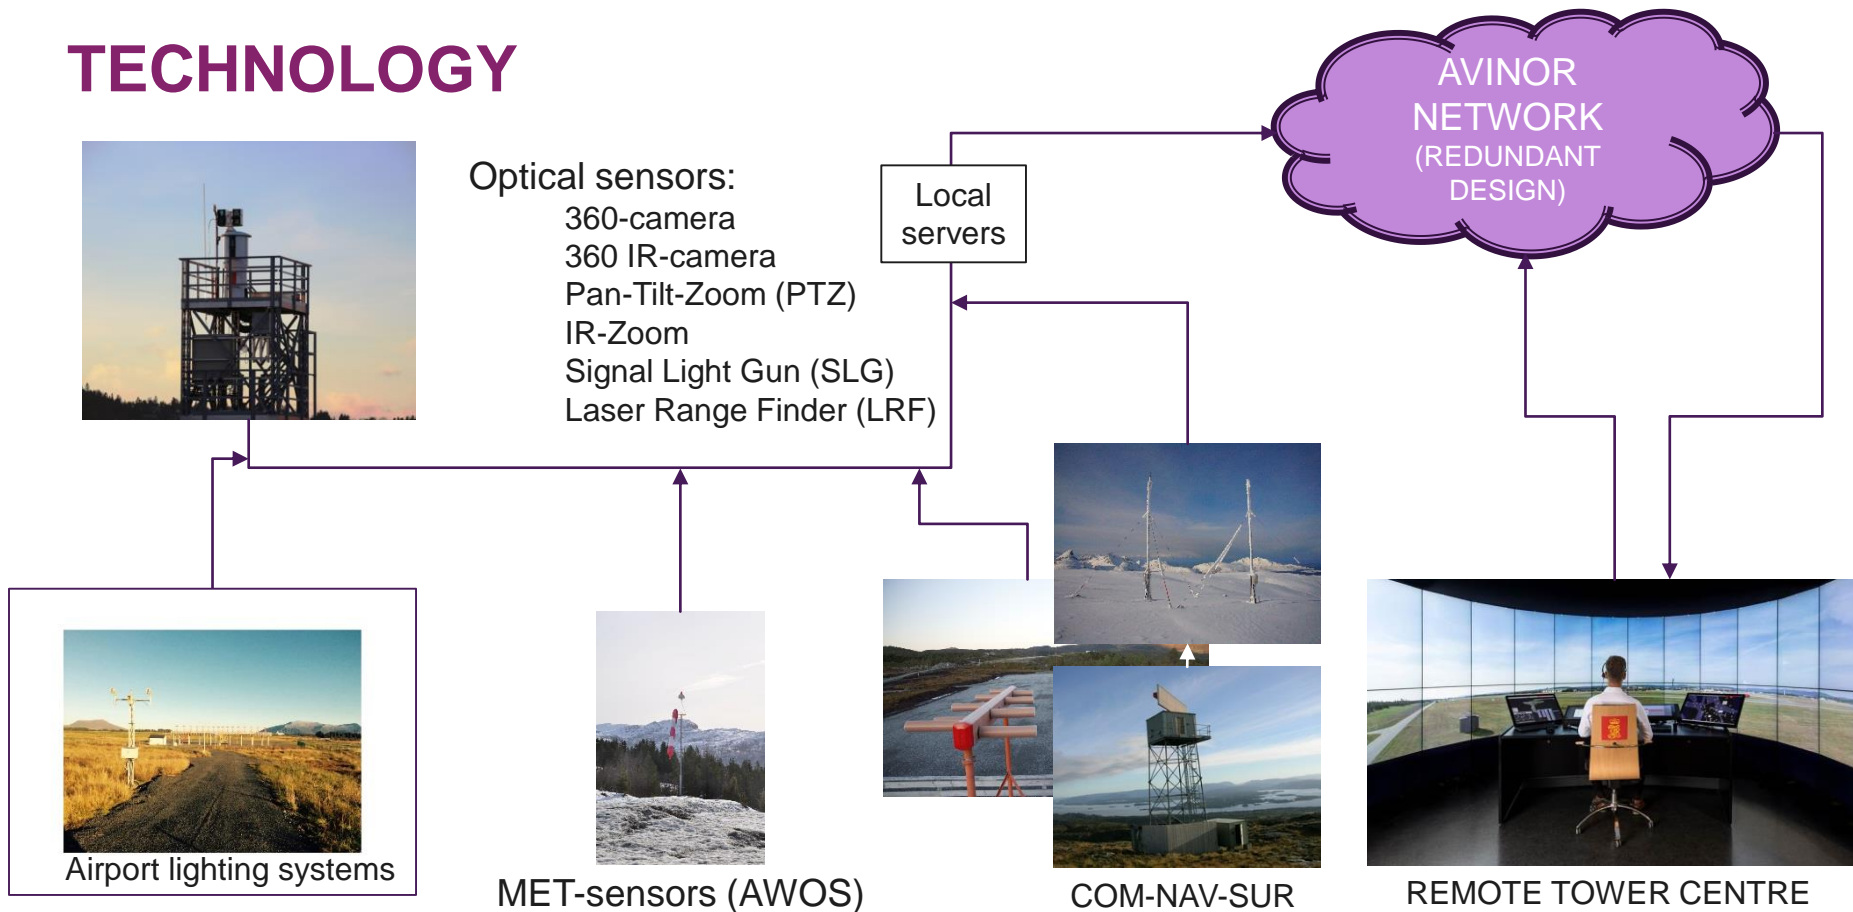 TECHNOLOGY
AVINOR
NETWORK
(REDUNDANT
DESIGN)
Optical sensors:
360-camera
360 IR-camera
Pan-Tilt-Zoom (PTZ)
IR-Zoom
Signal Light Gun (SLG)
Laser Range Finder (LRF)
Local
servers
Airport lighting systems
MET-sensors (AWOS)
COM-NAV-SUR
REMOTE TOWER CENTRE